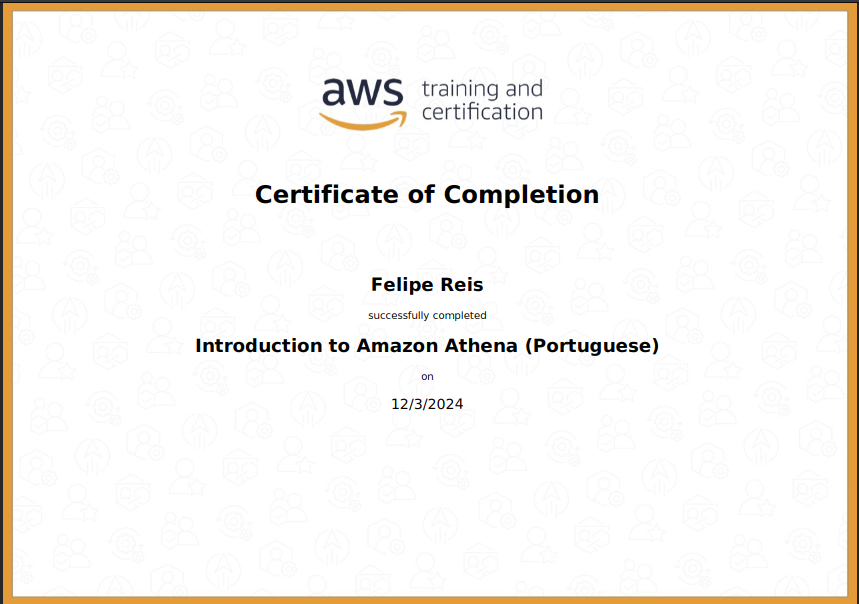 aws training and
certification
Certificate of Completion
Felipe Reis
successfully completed
Introduction to Amazon Athena (Portuguese)
on
12/3/2024